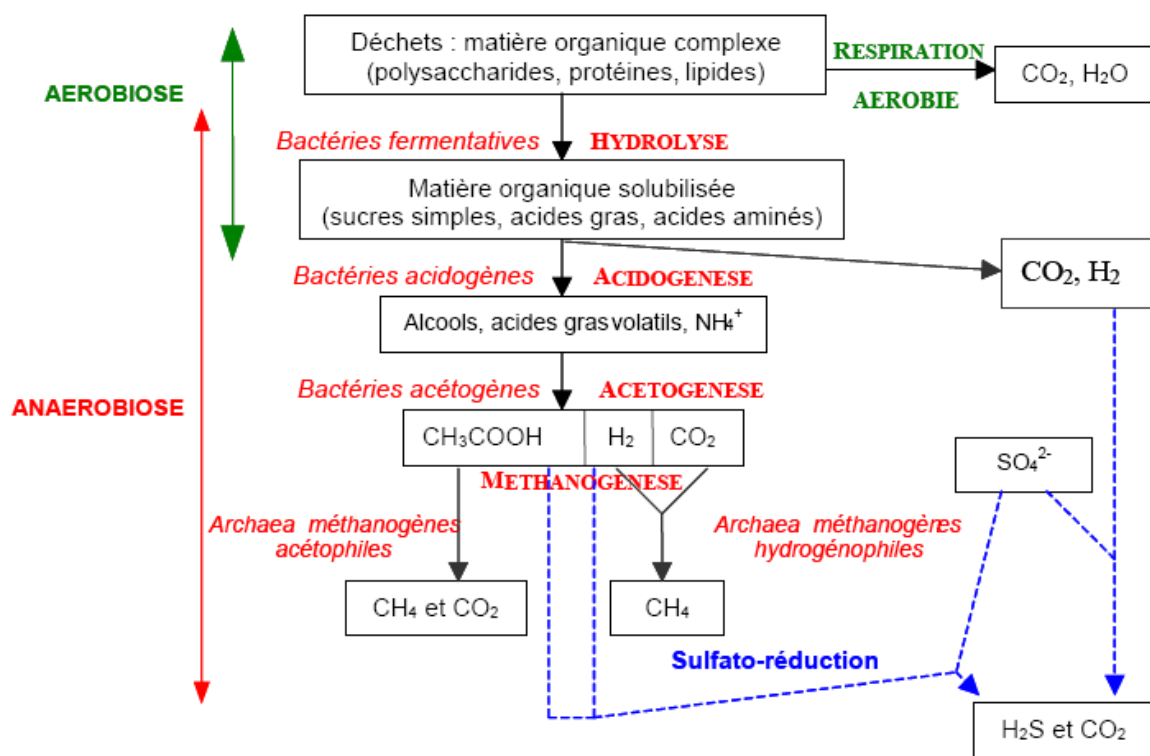 Déchets : matière organique complexe
(polysaccharides, protéines, lipides)
RESPIRATION
AEROBIE
CO₂, H₂O
AEROBIOSE
Bactéries fermentatives
HYDROLYSE
Matière organique solubilisée
(sucres simples, acides gras, acides aminés)
Bactéries acidogènes
ACIDOGENESE
CO₂, H₂
Alcools, acides gras volatils, NH₄⁺
Bactéries acétogènes
ACETOGENESE
ANAEROBIOSE
CH₃COOH
H₂
CO₂
SO₄²⁻
METHANOGENESE
Archaea méthanogènes
acétophiles
Archaea méthanogènes
hydrogénophiles
CH₄ et CO₂
CH₄
Sulfato-réduction
H₂S et CO₂